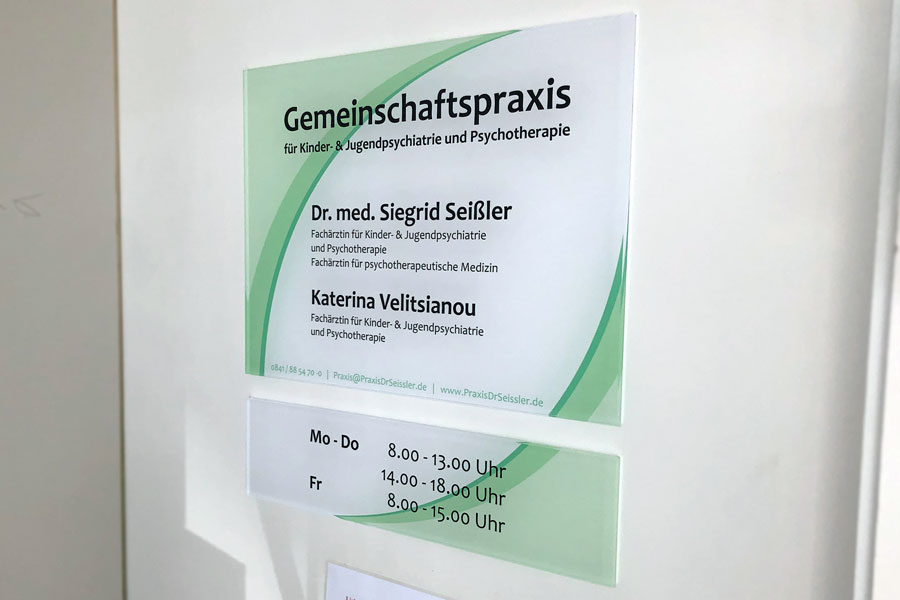 Gemeinschaftspraxis
für Kinder- & Jugendpsychiatrie und Psychotherapie
Dr. med. Siegrid Seißler
Fachärztin für Kinder- & Jugendpsychiatrie
und Psychotherapie
Fachärztin für psychotherapeutische Medizin
Katerina Velitsianou
Fachärztin für Kinder- & Jugendpsychiatrie
und Psychotherapie
0841 / 88 54 70 -0 | Praxis@PraxisDrSeissler.de | www.PraxisDrSeissler.de
Mo - Do 8.00 - 13.00 Uhr
14.00 - 18.00 Uhr
Fr 8.00 - 15.00 Uhr